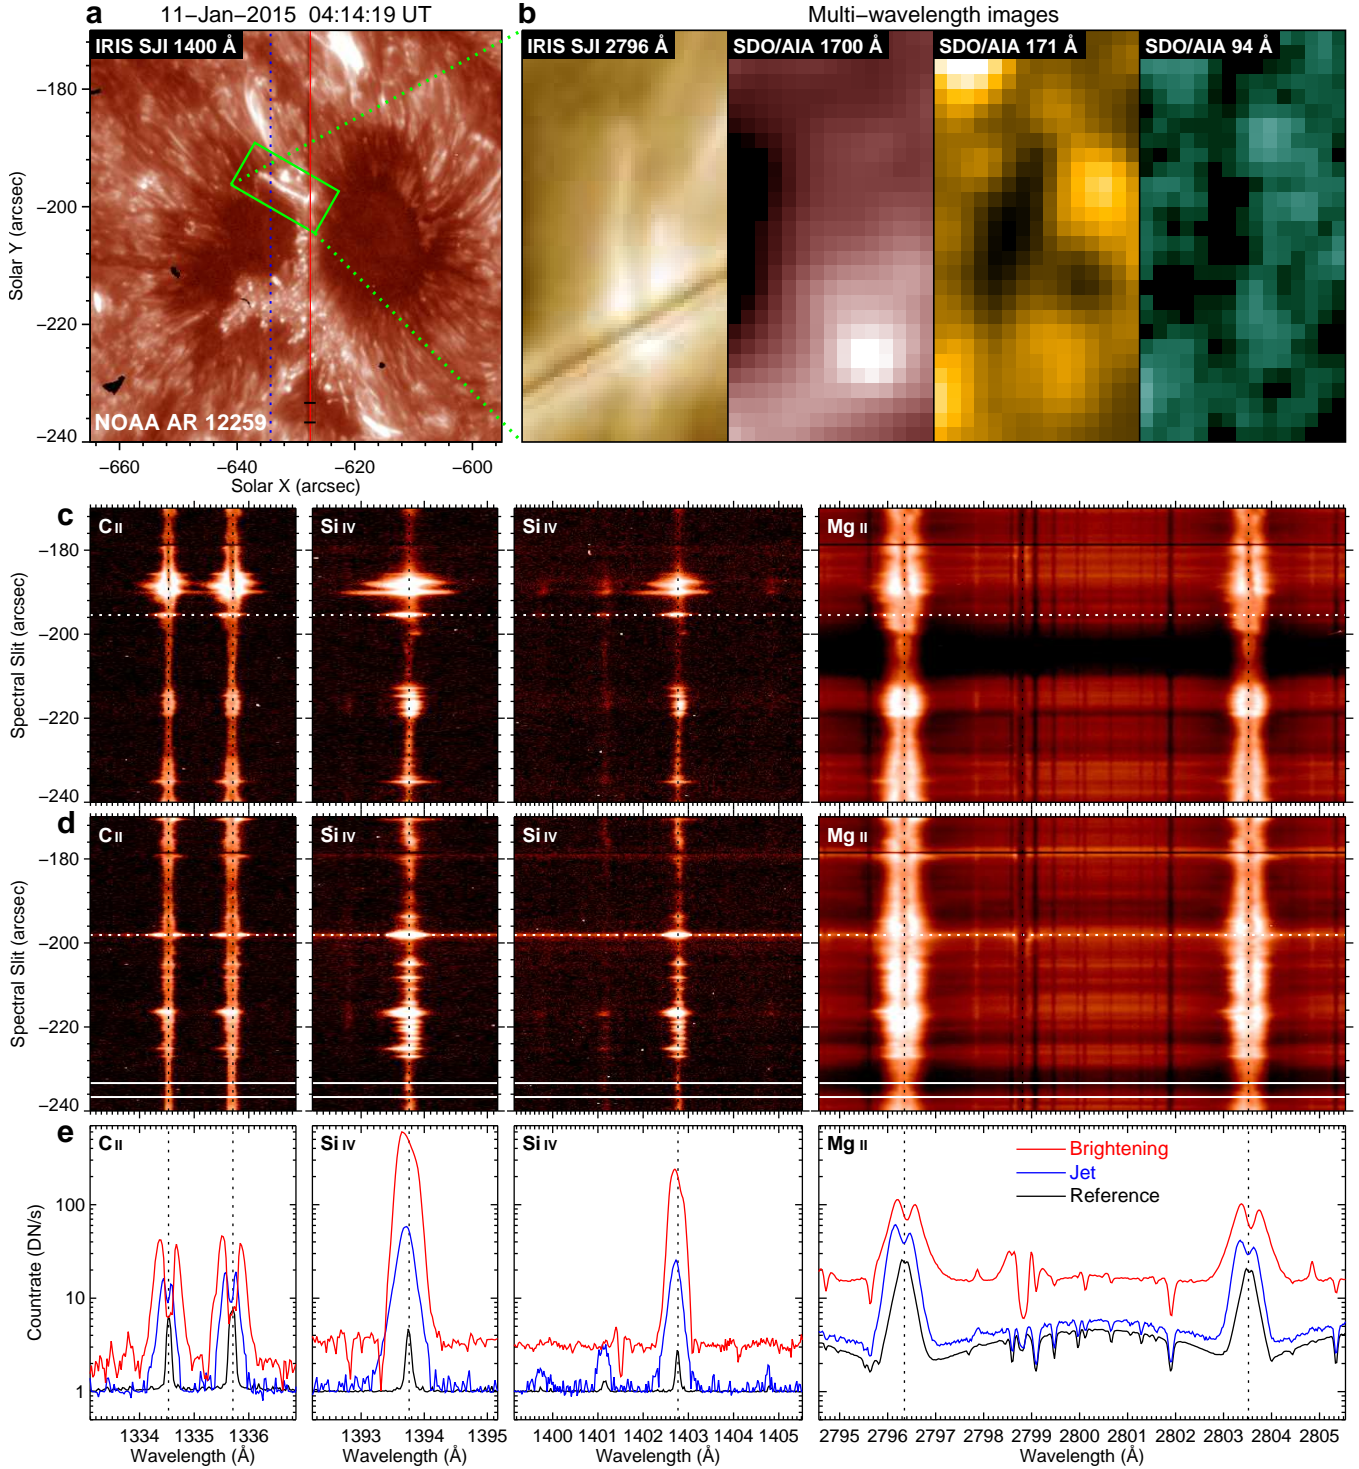 a 11-Jan-2015 04:14:19 UT
b Multi-wavelength images
IRIS SJI 1400 Å
IRIS SJI 2796 Å
SDO/AIA 1700 Å
SDO/AIA 171 Å
SDO/AIA 94 Å
Solar Y (arcsec)
-180
-200
-220
-240
NOAA AR 12259
-660 -640 -620 -600
Solar X (arcsec)
c
C II
Si IV
Si IV
Mg II
Spectral Slit (arcsec)
-180
-200
-220
-240
d
C II
Si IV
Si IV
Mg II
Spectral Slit (arcsec)
-180
-200
-220
-240
e
C II
Si IV
Si IV
Mg II
Brightening
Jet
Reference
Countrate (DN/s)
100
10
1
1334 1335 1336
1393 1394 1395
1400 1401 1402 1403 1404 1405
2795 2796 2797 2798 2799 2800 2801 2802 2803 2804 2805
Wavelength (Å)
Wavelength (Å)
Wavelength (Å)
Wavelength (Å)